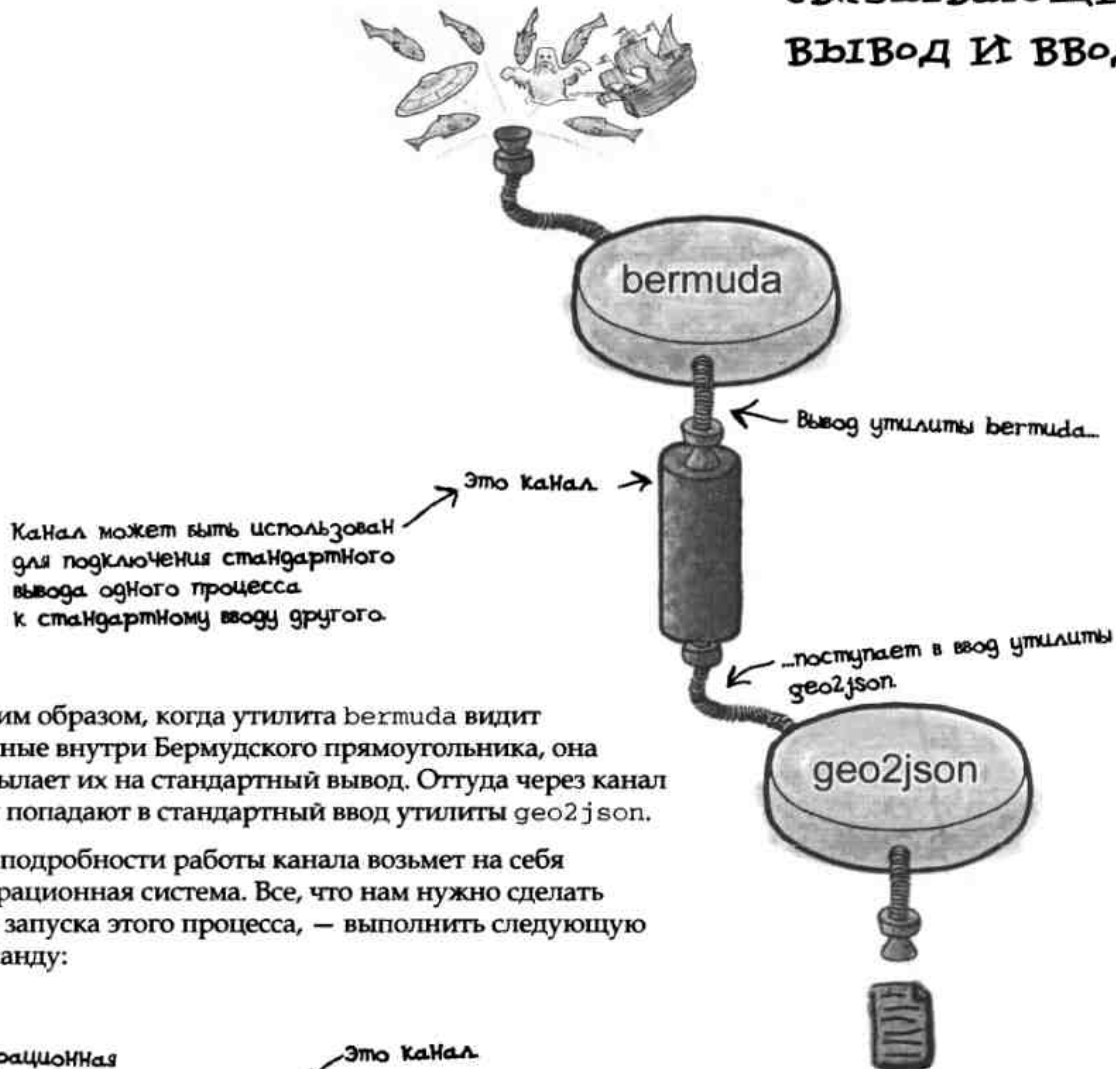 ВЫВОД И ВВО
bermuda
Вывод утилиты bermuda...
Это канал
Канал может быть использован
для подключения стандартного
вывода одного процесса
к стандартному вводу другого.
...поступает в ввод утилиты
geo2json.
geo2json
им образом, когда утилита bermuda видит
ные внутри Бермудского прямоугольника, она
ылает их на стандартный вывод. Оттуда через канал
попадают в стандартный ввод утилиты geo2json.
подробности работы канала возьмет на себя
рационная система. Все, что нам нужно сделать
запуска этого процесса, — выполнить следующую
анду:
рационная
Это канал.